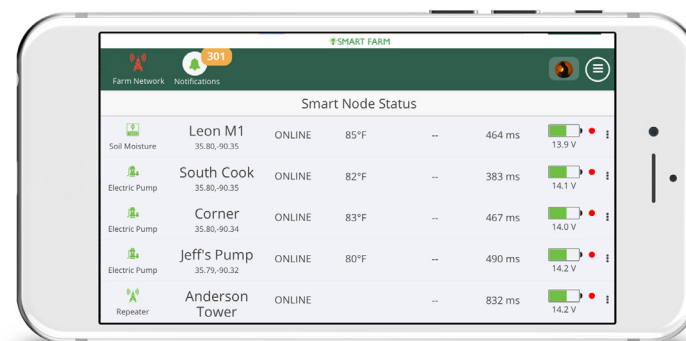 SMART FARM
301
Farm Network Notifications
Smart Node Status
Leon M1 ONLINE 85°F -- 464 ms
Soil Moisture 35.80,-90.35 13.9 V
South Cook ONLINE 82°F -- 383 ms
Electric Pump 35.80,-90.35 14.1 V
Corner ONLINE 83°F -- 467 ms
Electric Pump 35.80,-90.34 14.0 V
Jeff's Pump ONLINE 80°F -- 490 ms
Electric Pump 35.79,-90.32 14.2 V
Anderson ONLINE -- 832 ms
Repeater Tower 14.2 V